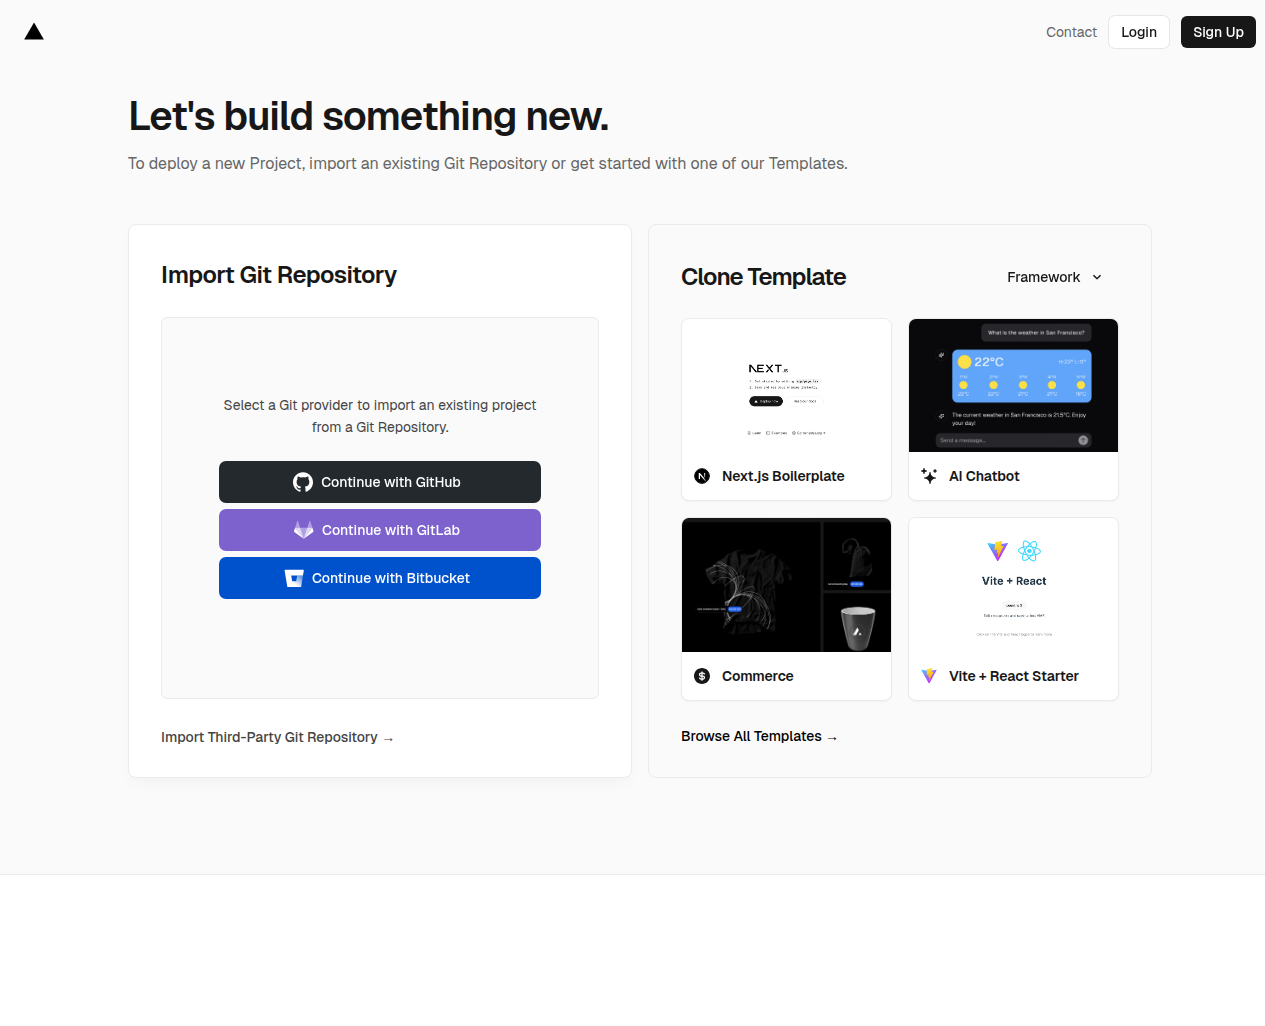 Contact
Login
Sign Up
Let's build something new.
To deploy a new Project, import an existing Git Repository or get started with one of our Templates.
Import Git Repository
Select a Git provider to import an existing project
from a Git Repository.
Continue with GitHub
Continue with GitLab
Continue with Bitbucket
Import Third-Party Git Repository →
Clone Template
Framework
NEXT.JS
Next.js Boilerplate
What is the weather in San Francisco?
22°C
The current weather in San Francisco is 21.5°C. Enjoy
your day!
Send a message...
AI Chatbot
Commerce
Vite + React
Vite + React Starter
Browse All Templates →